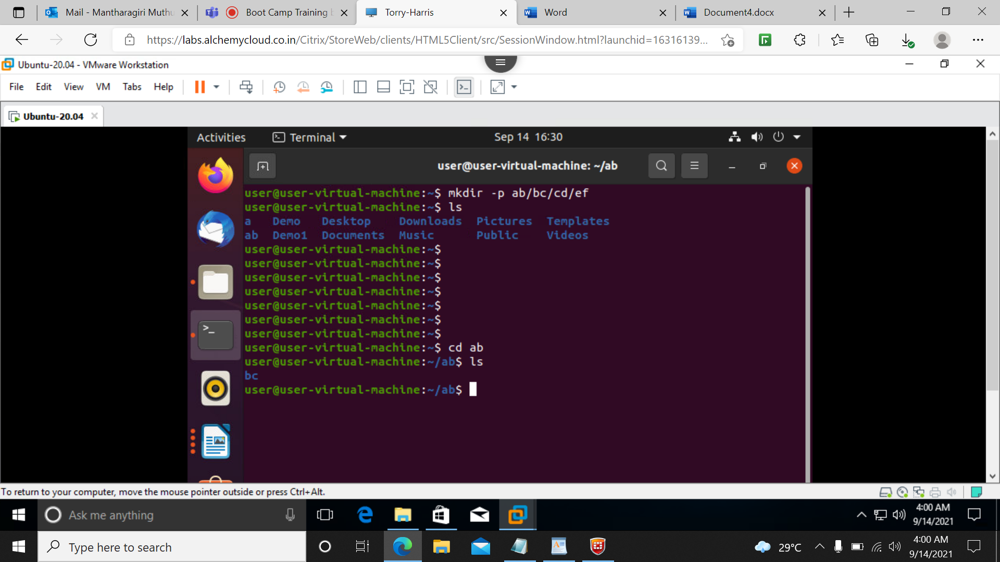 Mail - Mantharagiri Muthu
Boot Camp Training
Torry-Harris
Word
Document4.docx
https://labs.alchemycloud.co.in/Citrix/StoreWeb/clients/HTML5Client/src/SessionWindow.html?launchid=16316139...
Ubuntu-20.04 - VMware Workstation
File Edit View VM Tabs Help
Ubuntu-20.04
Activities Terminal Sep 14 16:30
user@user-virtual-machine: ~/ab
user@user-virtual-machine:~$ mkdir -p ab/bc/cd/ef
user@user-virtual-machine:~$ ls
a Demo Desktop Downloads Pictures Templates
ab Demo1 Documents Music Public Videos
user@user-virtual-machine:~$
user@user-virtual-machine:~$
user@user-virtual-machine:~$
user@user-virtual-machine:~$
user@user-virtual-machine:~$
user@user-virtual-machine:~$
user@user-virtual-machine:~$
user@user-virtual-machine:~$ cd ab
user@user-virtual-machine:~/ab$ ls
bc
user@user-virtual-machine:~/ab$
To return to your computer, move the mouse pointer outside or press Ctrl+Alt.
Ask me anything
4:00 AM
9/14/2021
Type here to search
29°C
4:00 AM
9/14/2021